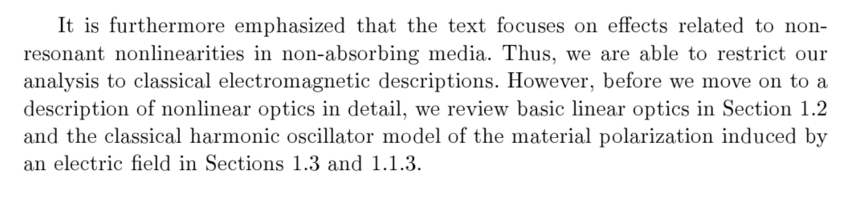 It is furthermore emphasized that the text focuses on effects related to non-
resonant nonlinearities in non-absorbing media. Thus, we are able to restrict our
analysis to classical electromagnetic descriptions. However, before we move on to a
description of nonlinear optics in detail, we review basic linear optics in Section 1.2
and the classical harmonic oscillator model of the material polarization induced by
an electric field in Sections 1.3 and 1.1.3.